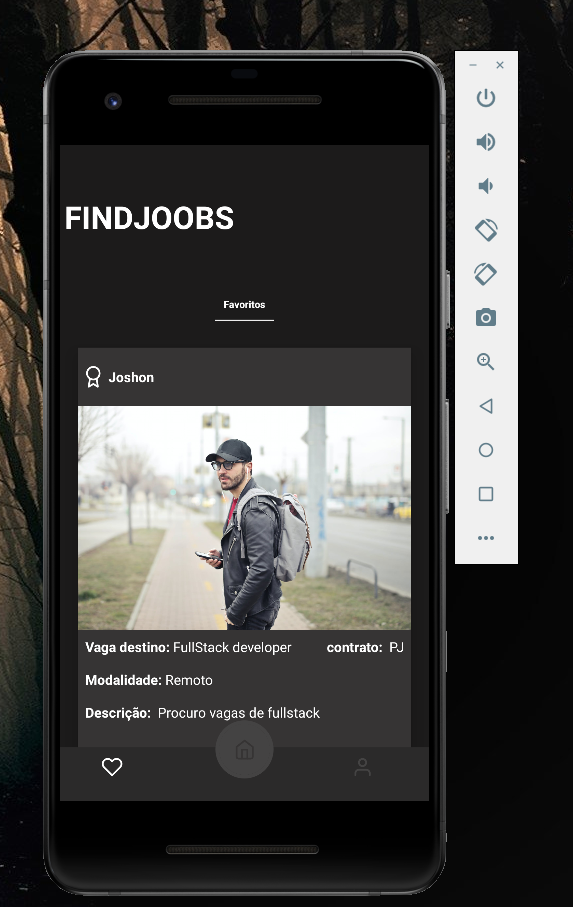 FINDJOOBS
Favoritos
Joshon
Vaga destino: FullStack developer contrato: PJ
Modalidade: Remoto
Descrição: Procuro vagas de fullstack